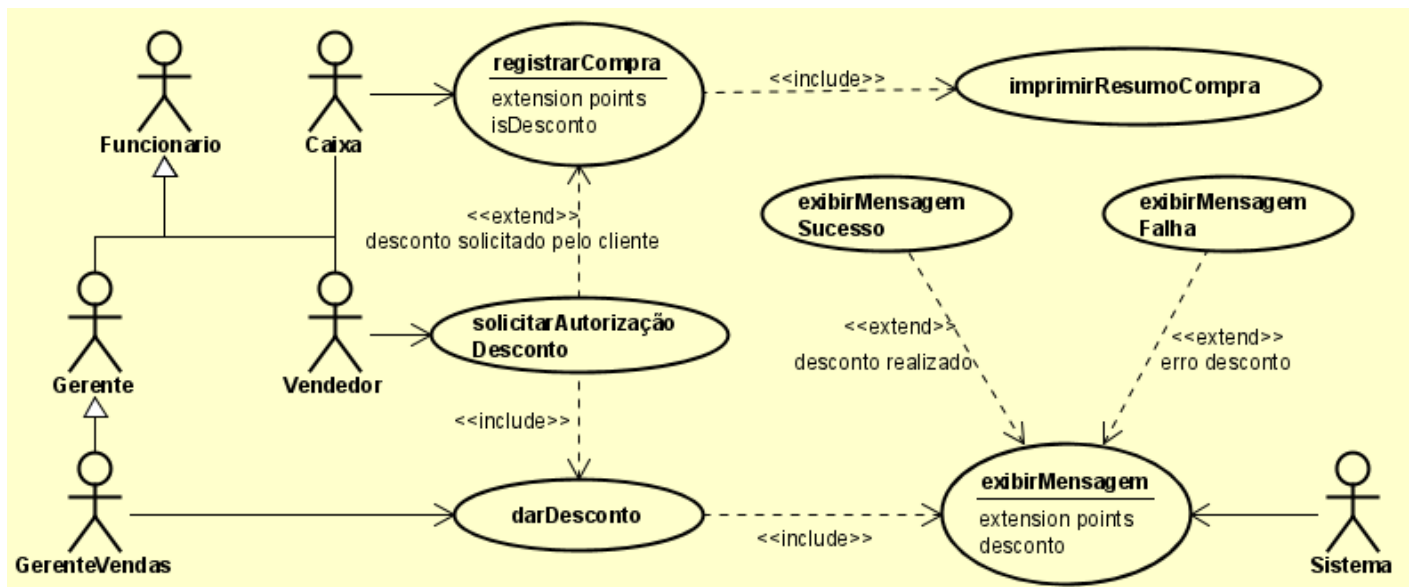 registrarCompra
extension points
isDesconto
<<include>>
imprimirResumoCompra
Funcionario
Caixa
<<extend>>
desconto solicitado pelo cliente
exibirMensagem
Sucesso
exibirMensagem
Falha
solicitarAutorização
Desconto
<<extend>>
desconto realizado
<<extend>>
erro desconto
Gerente
Vendedor
<<include>>
exibirMensagem
extension points
desconto
darDesconto
<<include>>
GerenteVendas
Sistema